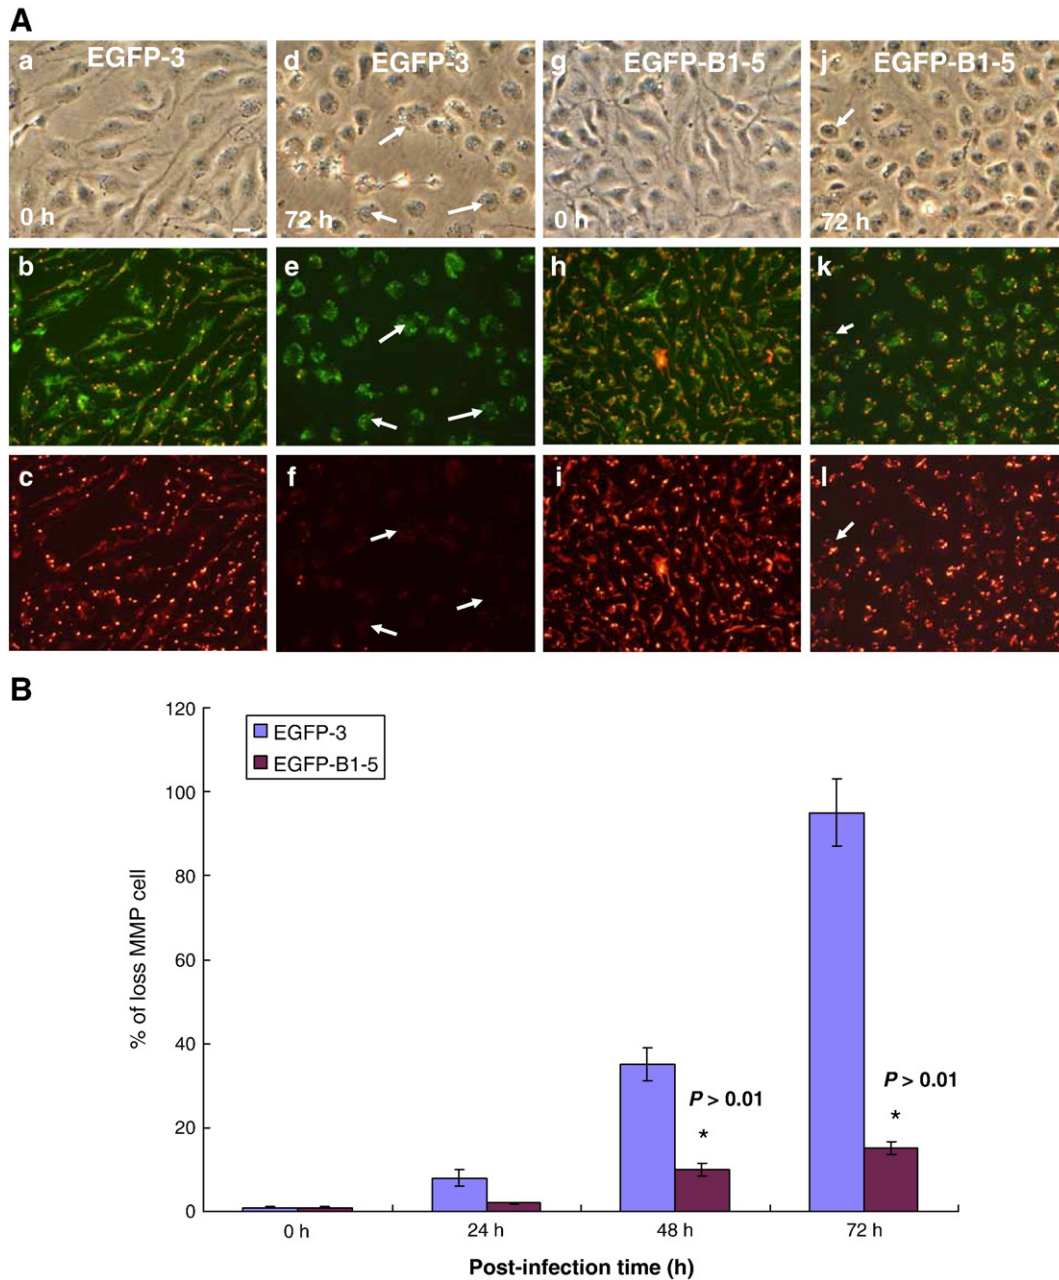 A
a EGFP-3
0 h
d EGFP-3
72 h
g EGFP-B1-5
0 h
j EGFP-B1-5
72 h
b
e
h
k
c
f
i
l
B
120
100
80
60
40
20
0
% of loss MMP cell
EGFP-3
EGFP-B1-5
P > 0.01
*
P > 0.01
*
0 h 24 h 48 h 72 h
Post-infection time (h)